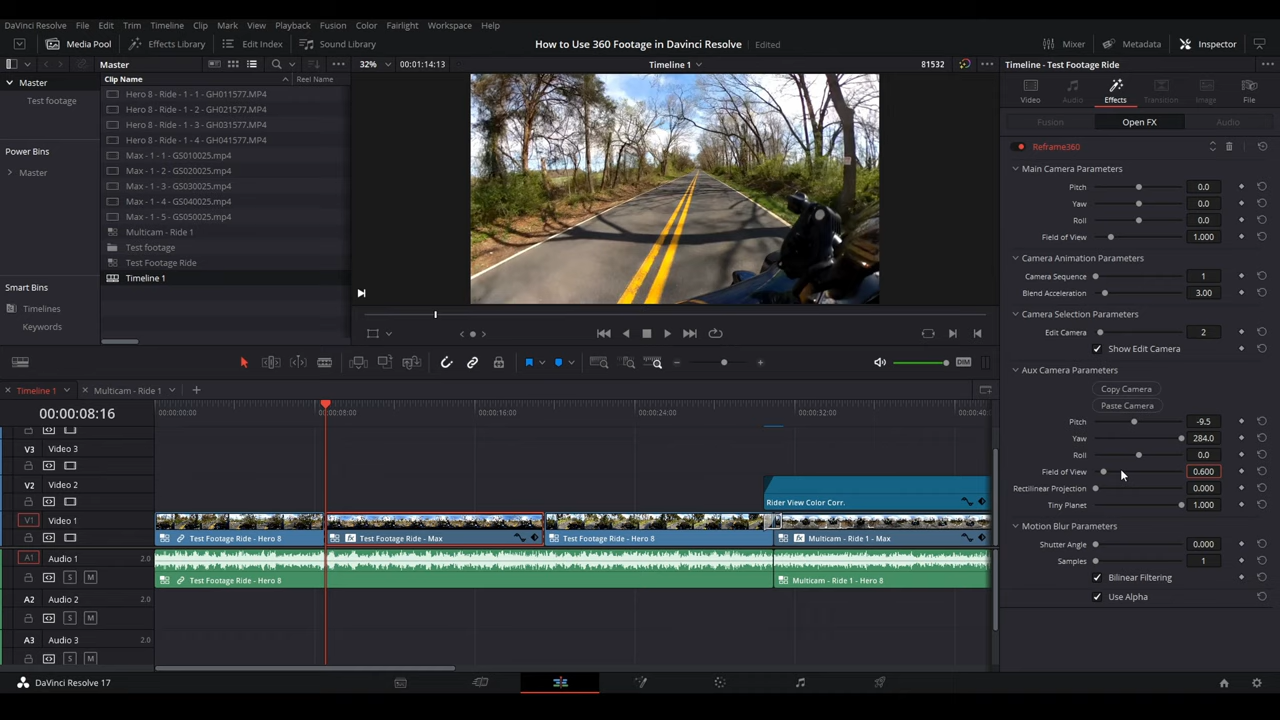 DaVinci Resolve File Edit Trim Timeline Clip Mark View Playback Fusion Color Fairlight Workspace Help
Media Pool Effects Library Edit Index Sound Library How to Use 360 Footage in Davinci Resolve Edited Mixer Metadata Inspector
Master 32% 00:01:14:13 Timeline 1 81532 Timeline - Test Footage Ride
Master
Test footage
Power Bins
Master
Smart Bins
Timelines
Keywords
Clip Name Reel Name
Hero 8 - Ride - 1 - 1 - GH011577.MP4
Hero 8 - Ride - 1 - 2 - GH021577.MP4
Hero 8 - Ride - 1 - 3 - GH031577.MP4
Hero 8 - Ride - 1 - 4 - GH041577.MP4
Max - 1 - 1 - GS010025.mp4
Max - 1 - 2 - GS020025.mp4
Max - 1 - 3 - GS030025.mp4
Max - 1 - 4 - GS040025.mp4
Max - 1 - 5 - GS050025.mp4
Multicam - Ride 1
Test footage
Test Footage Ride
Timeline 1
Video Audio Effects Transition Image File
Fusion Open FX Audio
Reframe360
Main Camera Parameters
Pitch 0.0
Yaw 0.0
Roll 0.0
Field of View 1.000
Camera Animation Parameters
Camera Sequence 1
Blend Acceleration 3.00
Camera Selection Parameters
Edit Camera 2
Show Edit Camera
Aux Camera Parameters
Copy Camera
Paste Camera
Pitch -9.5
Yaw 284.0
Roll 0.0
Field of View 0.600
Rectilinear Projection 0.000
Tiny Planet 1.000
Motion Blur Parameters
Shutter Angle 0.000
Samples 1
Bilinear Filtering
Use Alpha
DIM
Timeline 1 Multicam - Ride 1
00:00:08:16 00:00:00:00 00:00:08:00 00:00:16:00 00:00:24:00 00:00:32:00 00:00:40
V3 Video 3
V2 Video 2
Rider View Color Corr.
V1 Video 1
Test Footage Ride - Hero 8 Test Footage Ride - Max Test Footage Ride - Hero 8 Multicam - Ride 1 - Max
A1 Audio 1 2.0
S M Test Footage Ride - Hero 8 Multicam - Ride 1 - Hero 8
A2 Audio 2 2.0
S M
A3 Audio 3 2.0
S M
DaVinci Resolve 17